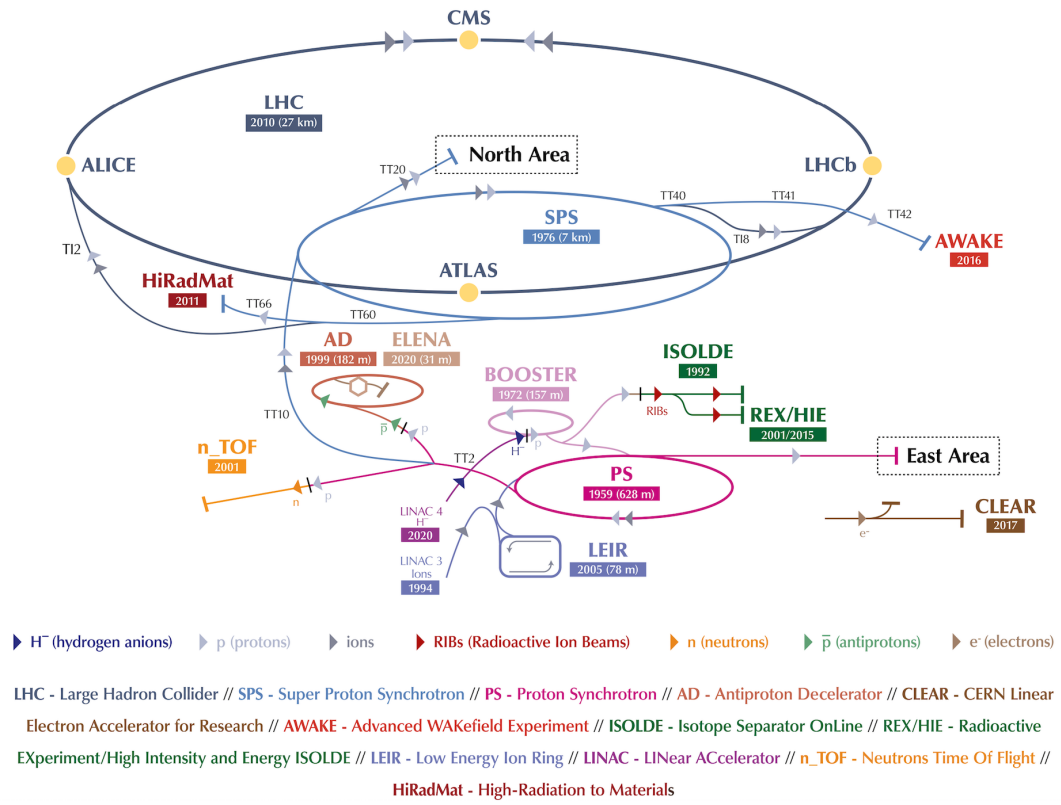 CMS
LHC
2010 (27 km)
North Area
TT20
ALICE
LHCb
TT40
TT41
SPS
1976 (7 km)
TT42
TI8
TI2
AWAKE
2016
ATLAS
HiRadMat
2011
TT66
TT60
AD
1999 (182 m)
ELENA
2020 (31 m)
ISOLDE
1992
BOOSTER
1972 (157 m)
RIBs
REX/HIE
2001/2015
TT10
p̅
p
p
H⁻
n_TOF
2001
TT2
East Area
PS
1959 (628 m)
p
n
LINAC 4
H⁻
2020
CLEAR
2017
e⁻
LINAC 3
Ions
1994
LEIR
2005 (78 m)
H⁻ (hydrogen anions)
p (protons)
ions
RIBs (Radioactive Ion Beams)
n (neutrons)
p̅ (antiprotons)
e⁻ (electrons)
LHC - Large Hadron Collider // SPS - Super Proton Synchrotron // PS - Proton Synchrotron // AD - Antiproton Decelerator // CLEAR - CERN Linear
Electron Accelerator for Research // AWAKE - Advanced WAKefield Experiment // ISOLDE - Isotope Separator OnLine // REX/HIE - Radioactive
EXperiment/High Intensity and Energy ISOLDE // LEIR - Low Energy Ion Ring // LINAC - LINear ACcelerator // n_TOF - Neutrons Time Of Flight //
HiRadMat - High-Radiation to Materials